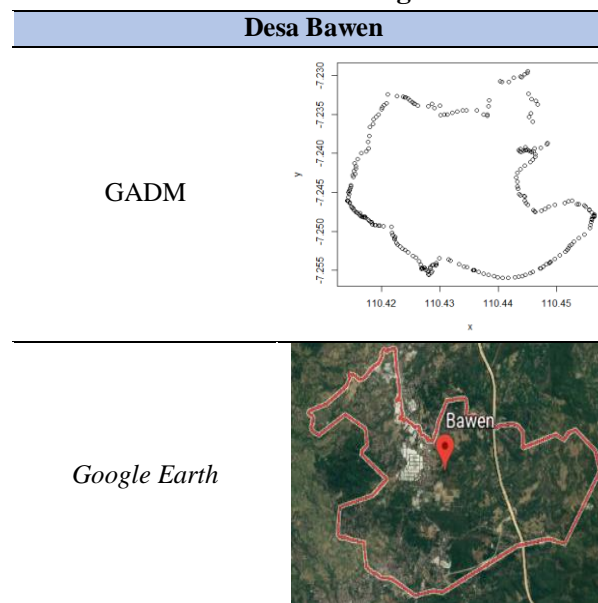 Desa Bawen
GADM
-7.230
-7.235
-7.240
-7.245
-7.250
-7.255
y
110.42 110.43 110.44 110.45
x
Bawen
Google Earth